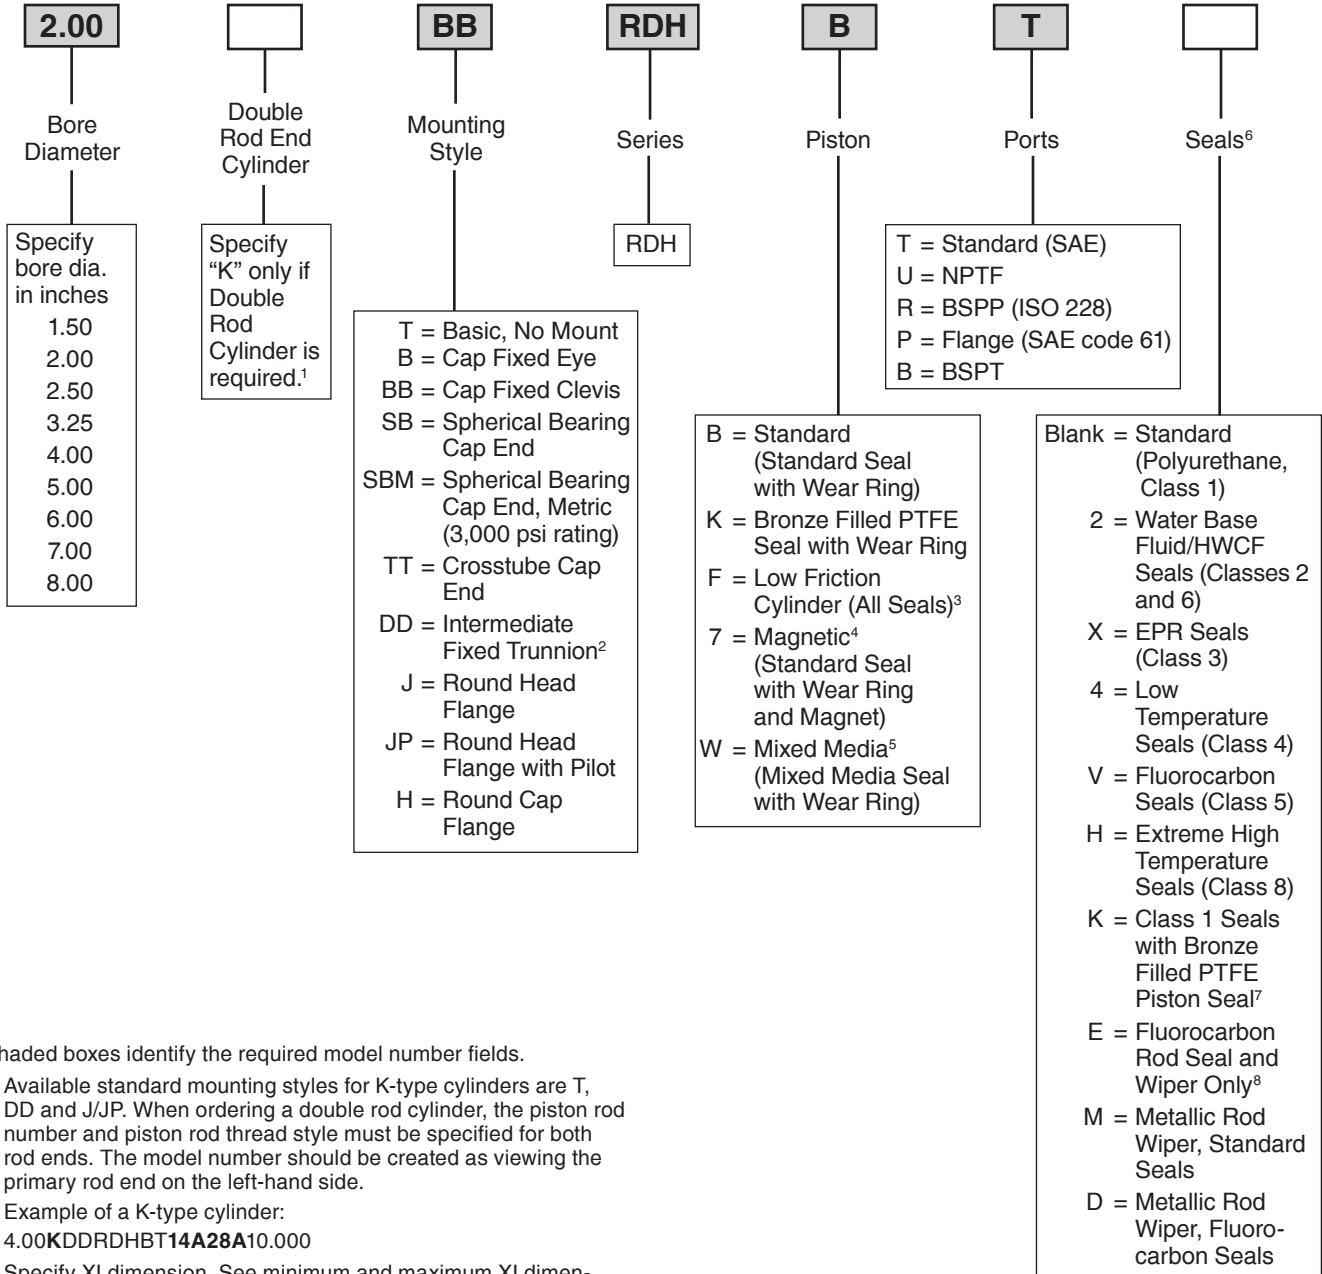 2.00
BB
RDH
B
T
Bore
Diameter
Double
Rod End
Cylinder
Mounting
Style
Series
Piston
Ports
Seals⁶
Specify
bore dia.
in inches
1.50
2.00
2.50
3.25
4.00
5.00
6.00
7.00
8.00
Specify
“K” only if
Double
Rod
Cylinder is
required.¹
T = Basic, No Mount
B = Cap Fixed Eye
BB = Cap Fixed Clevis
SB = Spherical Bearing
Cap End
SBM = Spherical Bearing
Cap End, Metric
(3,000 psi rating)
TT = Crosstube Cap
End
DD = Intermediate
Fixed Trunnion²
J = Round Head
Flange
JP = Round Head
Flange with Pilot
H = Round Cap
Flange
RDH
B = Standard
(Standard Seal
with Wear Ring)
K = Bronze Filled PTFE
Seal with Wear Ring
F = Low Friction
Cylinder (All Seals)³
7 = Magnetic⁴
(Standard Seal
with Wear Ring
and Magnet)
W = Mixed Media⁵
(Mixed Media Seal
with Wear Ring)
T = Standard (SAE)
U = NPTF
R = BSPP (ISO 228)
P = Flange (SAE code 61)
B = BSPT
Blank = Standard
(Polyurethane,
Class 1)
2 = Water Base
Fluid/HWCF
Seals (Classes 2
and 6)
X = EPR Seals
(Class 3)
4 = Low
Temperature
Seals (Class 4)
V = Fluorocarbon
Seals (Class 5)
H = Extreme High
Temperature
Seals (Class 8)
K = Class 1 Seals
with Bronze
Filled PTFE
Piston Seal⁷
E = Fluorocarbon
Rod Seal and
Wiper Only⁸
M = Metallic Rod
Wiper, Standard
Seals
D = Metallic Rod
Wiper, Fluoro-
carbon Seals
haded boxes identify the required model number fields.
Available standard mounting styles for K-type cylinders are T,
DD and J/JP. When ordering a double rod cylinder, the piston rod
number and piston rod thread style must be specified for both
rod ends. The model number should be created as viewing the
primary rod end on the left-hand side.
Example of a K-type cylinder:
4.00KDDRDHBT14A28A10.000
Specify XI dimension. See minimum and maximum XI dimen-